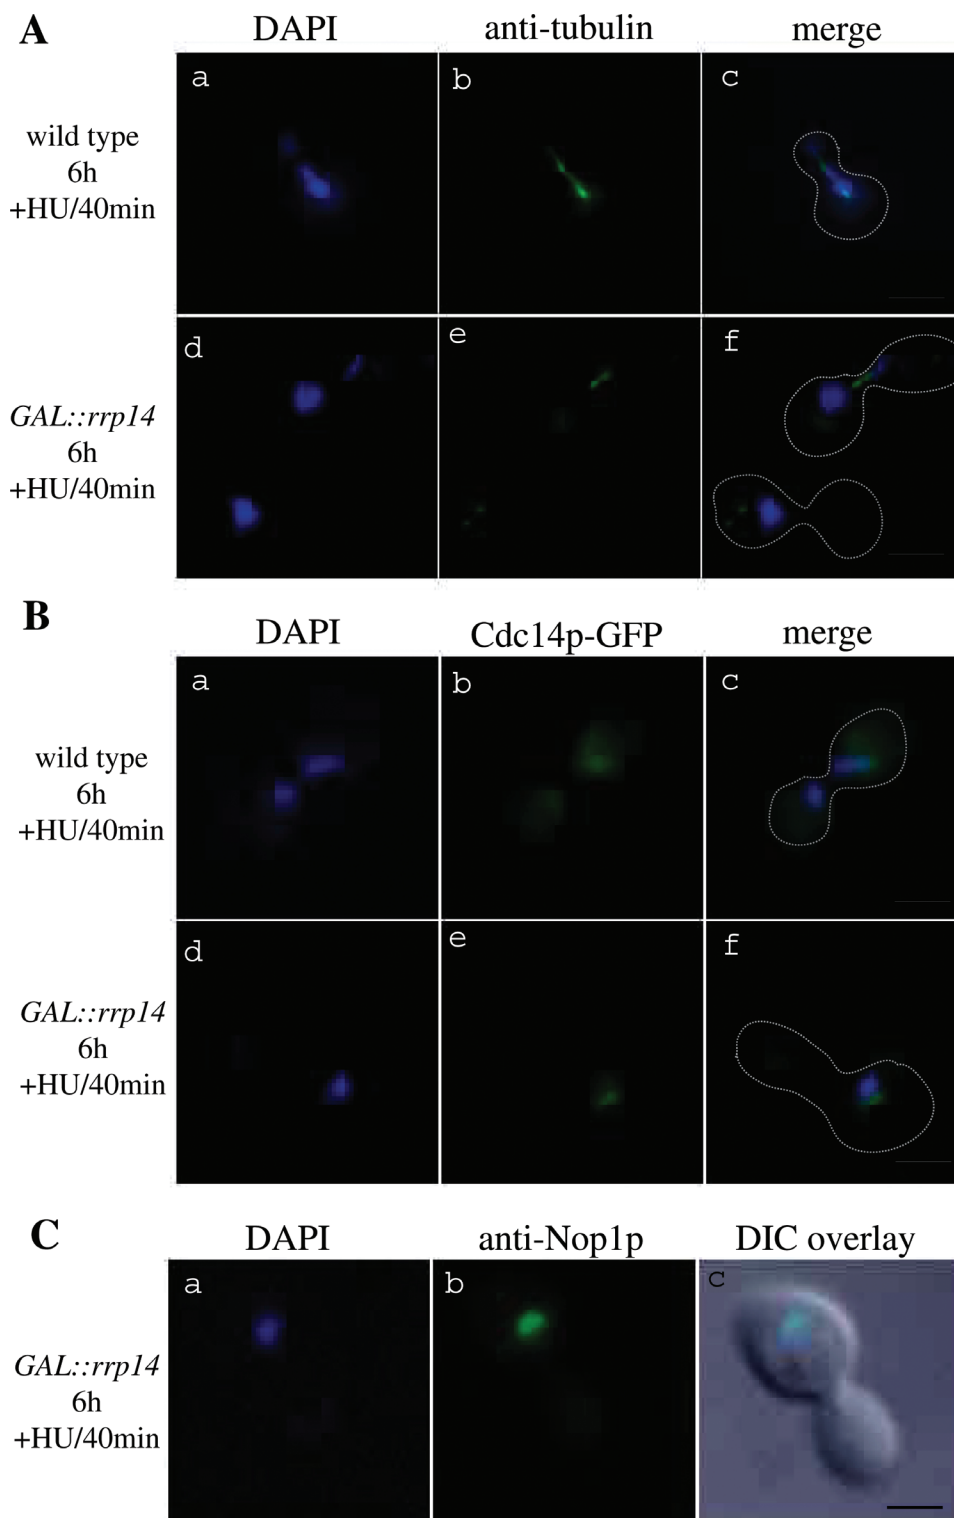 A
DAPI anti-tubulin merge
a b c
wild type
6h
+HU/40min
d e f
GAL::rrp14
6h
+HU/40min
B
DAPI Cdc14p-GFP merge
a b c
wild type
6h
+HU/40min
d e f
GAL::rrp14
6h
+HU/40min
C
DAPI anti-Nop1p DIC overlay
a b c
GAL::rrp14
6h
+HU/40min